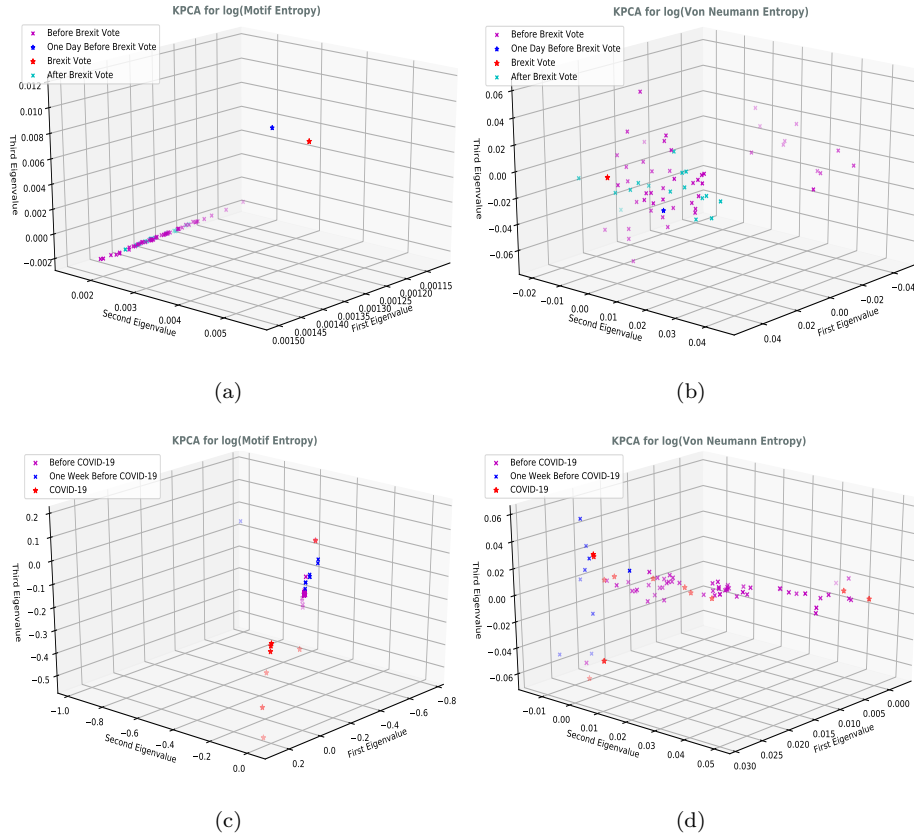 KPCA for log(Motif Entropy)
Before Brexit Vote
One Day Before Brexit Vote
Brexit Vote
After Brexit Vote
0.012
0.010
0.008
0.006
0.004
0.002
0.000
−0.002
Third Eigenvalue
0.002
0.003
0.004
0.005
Second Eigenvalue
0.00150
0.00145
0.00140
0.00135
0.00130
0.00125
0.00120
0.00115
First Eigenvalue
(a)
KPCA for log(Von Neumann Entropy)
Before Brexit Vote
One Day Before Brexit Vote
Brexit Vote
After Brexit Vote
0.06
0.04
0.02
0.00
−0.02
−0.04
−0.06
Third Eigenvalue
−0.02
−0.01
0.00
0.01
0.02
0.03
0.04
Second Eigenvalue
0.04
0.02
0.00
−0.02
−0.04
First Eigenvalue
(b)
KPCA for log(Motif Entropy)
Before COVID-19
One Week Before COVID-19
COVID-19
0.2
0.1
0.0
−0.1
−0.2
−0.3
−0.4
−0.5
Third Eigenvalue
−1.0
−0.8
−0.6
−0.4
−0.2
0.0
Second Eigenvalue
0.2
0.0
−0.2
−0.4
−0.6
−0.8
First Eigenvalue
(c)
KPCA for log(Von Neumann Entropy)
Before COVID-19
One Week Before COVID-19
COVID-19
0.06
0.04
0.02
0.00
−0.02
−0.04
−0.06
Third Eigenvalue
−0.01
0.00
0.01
0.02
0.03
0.04
0.05
Second Eigenvalue
0.030
0.025
0.020
0.015
0.010
0.005
0.000
First Eigenvalue
(d)